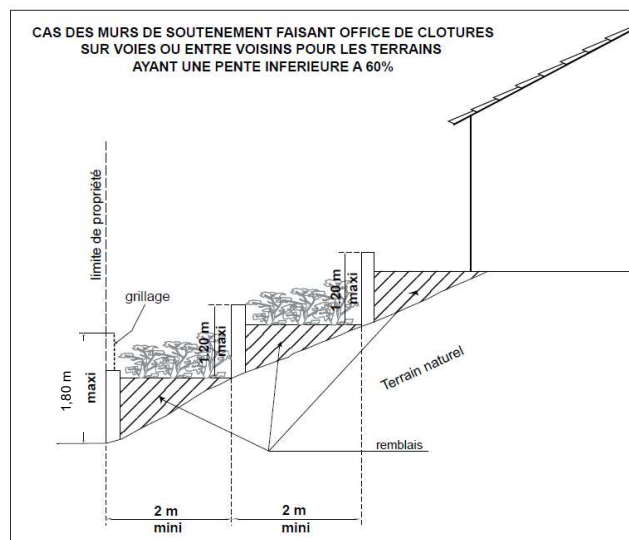 CAS DES MURS DE SOUTENEMENT FAISANT OFFICE DE CLOTURES
SUR VOIES OU ENTRE VOISINS POUR LES TERRAINS
AYANT UNE PENTE INFERIEURE A 60%
limite de propriété
grillage
1,80 m
maxi
1.20 m
maxi
1.20 m
maxi
Terrain naturel
remblais
2 m
mini
2 m
mini